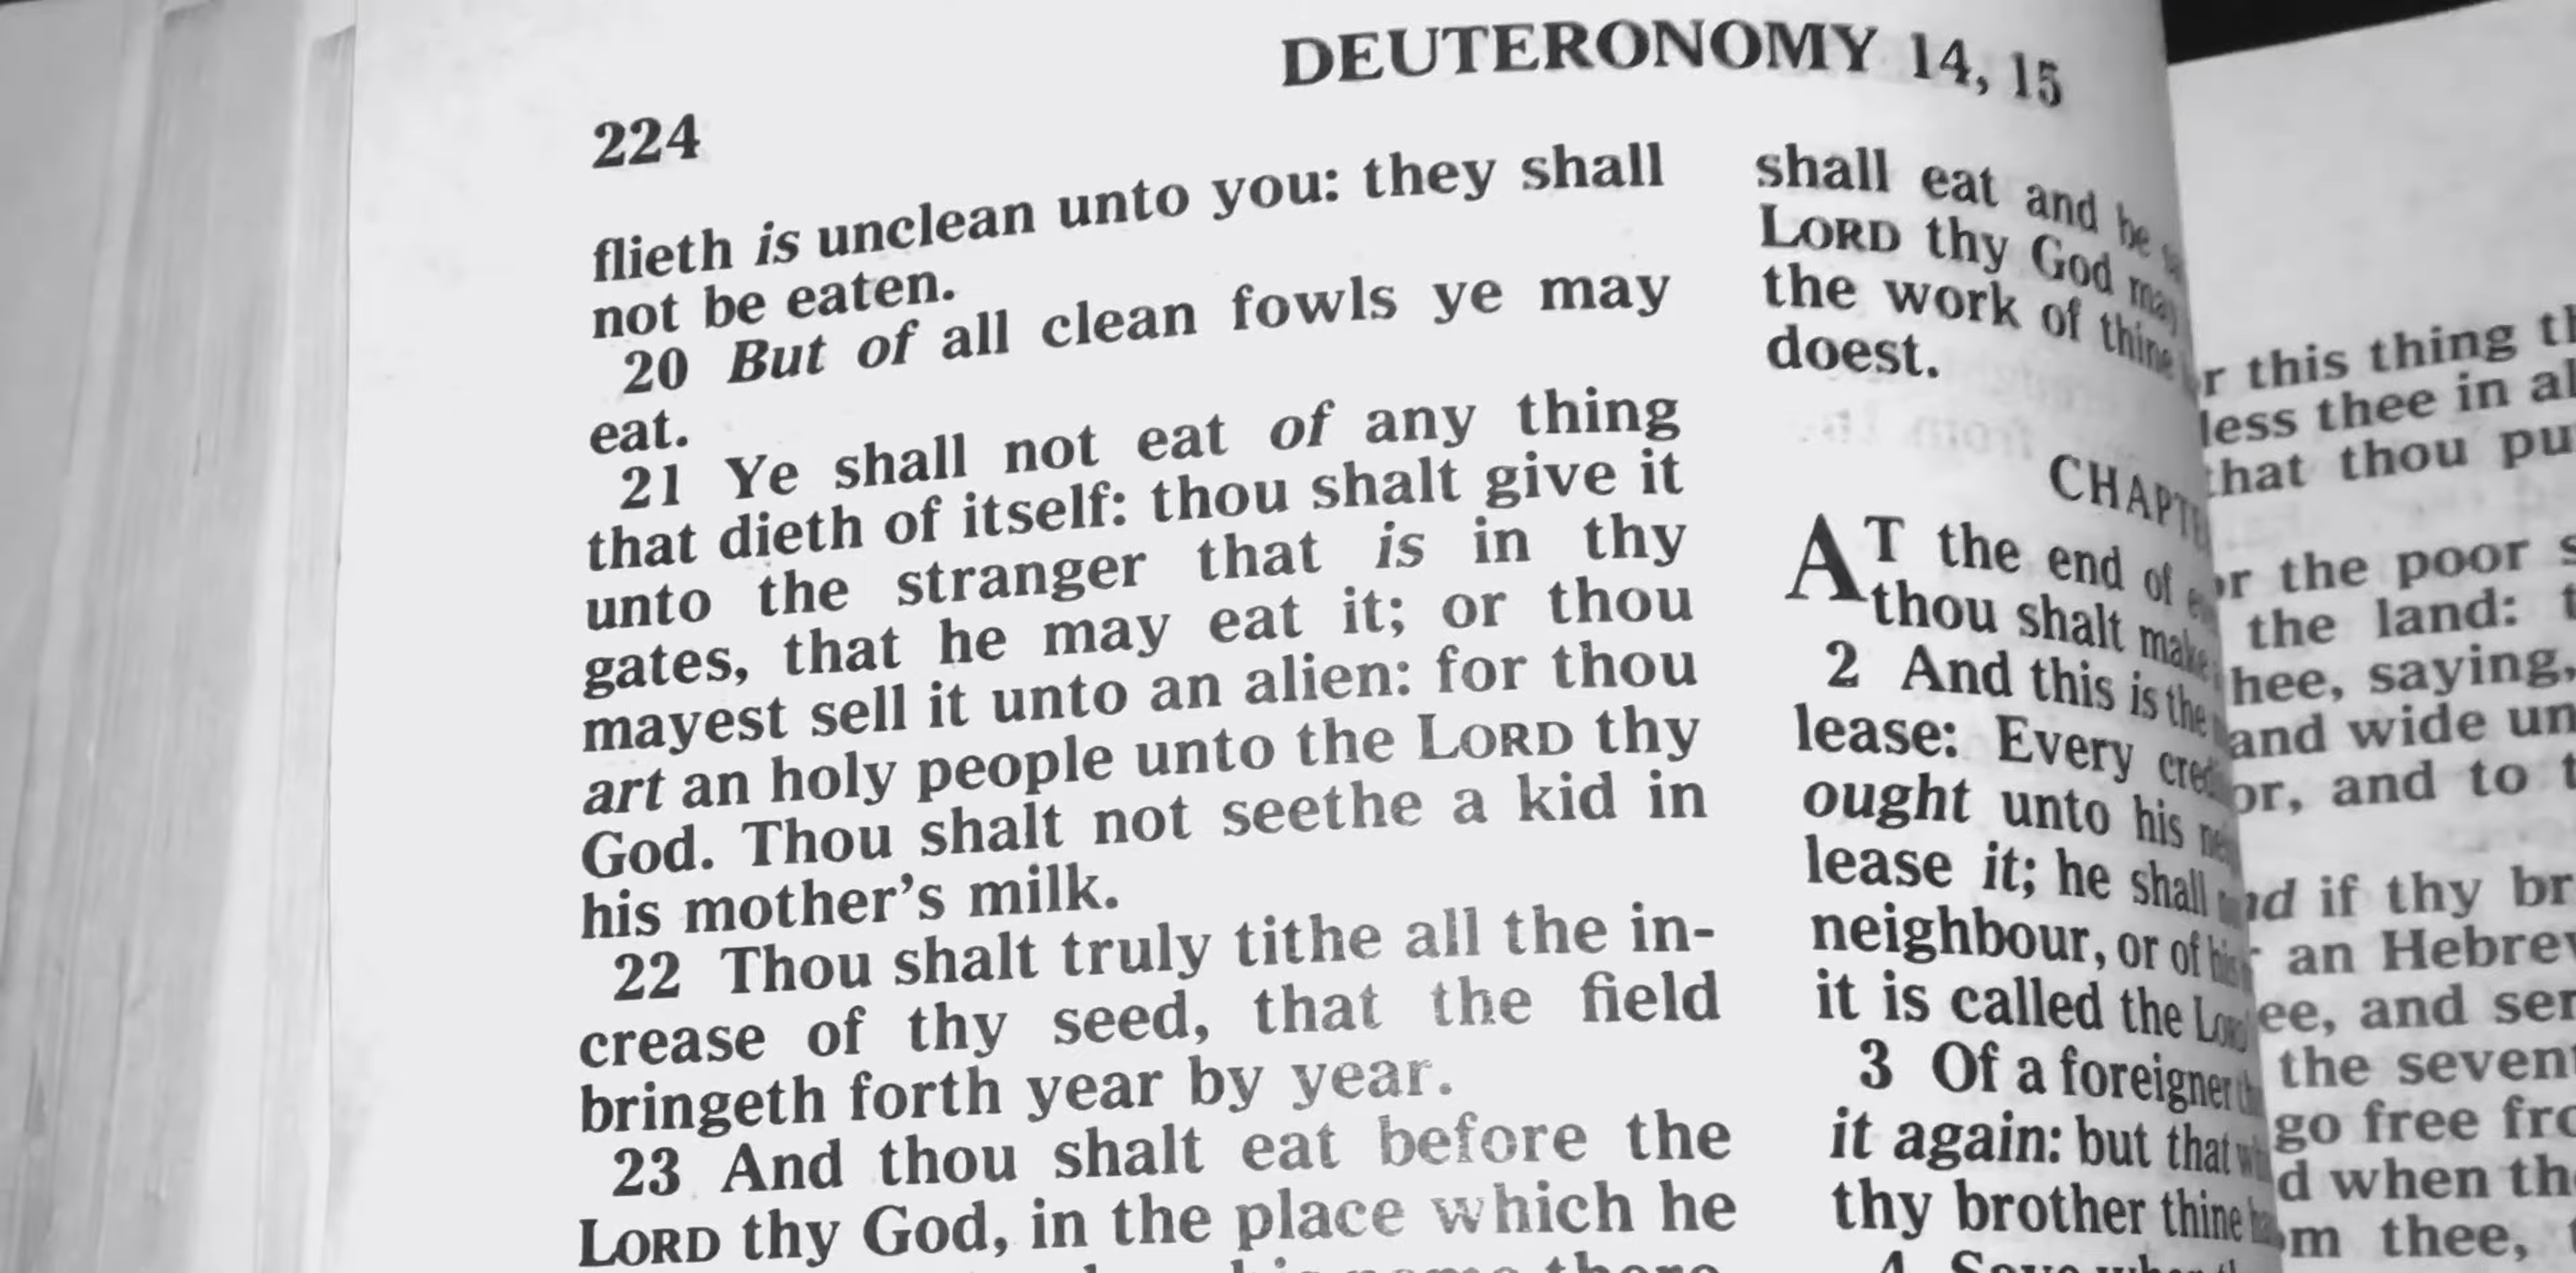 DEUTERONOMY 14, 15
224
flieth is unclean unto you: they shall
not be eaten.
20 But of all clean fowls ye may
eat.
21 Ye shall not eat of any thing
that dieth of itself: thou shalt give it
unto the stranger that is in thy
gates, that he may eat it; or thou
mayest sell it unto an alien: for thou
art an holy people unto the LORD thy
God. Thou shalt not seethe a kid in
his mother's milk.
22 Thou shalt truly tithe all the in-
crease of thy seed, that the field
bringeth forth year by year.
23 And thou shalt eat before the
LORD thy God, in the place which he
shall eat and be
LORD thy God may
the work of thine
doest.
AT the end of
thou shalt make
2 And this is the
lease: Every
ought unto his
lease it; he shall
neighbour, or of his
it is called the
3 Of a foreigner
it again: but that
thy brother thine
this thing
thee in
that thou
the poor
the land:
saying,
and wide
and to
if thy
an
and
the
go free
when
thee,